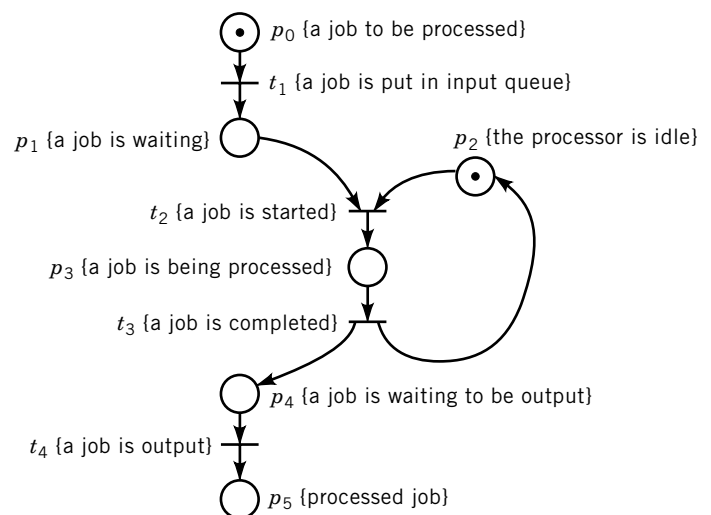 p₀ {a job to be processed}
t₁ {a job is put in input queue}
p₁ {a job is waiting}
p₂ {the processor is idle}
t₂ {a job is started}
p₃ {a job is being processed}
t₃ {a job is completed}
p₄ {a job is waiting to be output}
t₄ {a job is output}
p₅ {processed job}